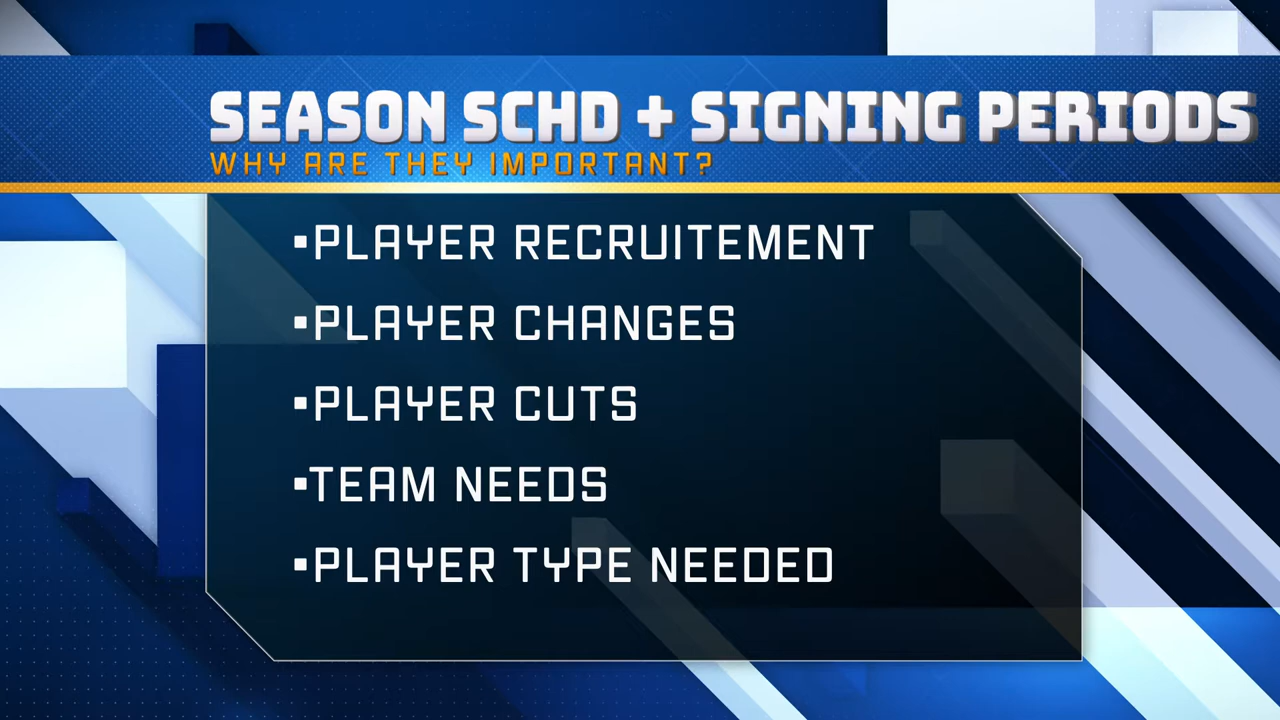 SEASON SCHD + SIGNING PERIODS
WHY ARE THEY IMPORTANT?
▪PLAYER RECRUITEMENT
▪PLAYER CHANGES
▪PLAYER CUTS
▪TEAM NEEDS
▪PLAYER TYPE NEEDED